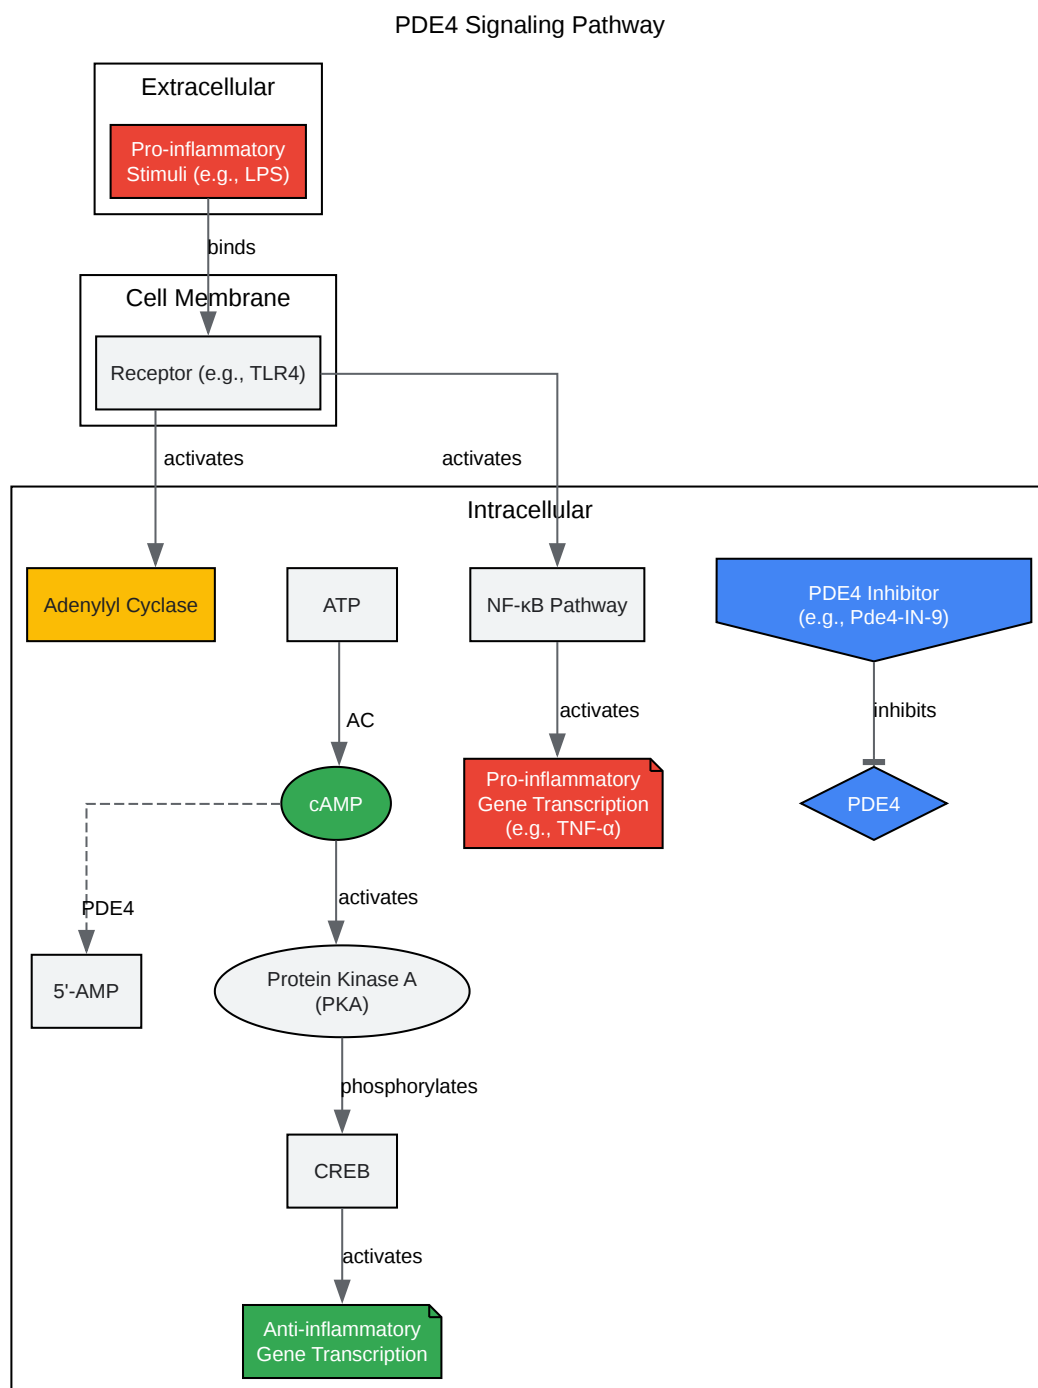 PDE4 Signaling Pathway
Extracellular
Pro-inflammatory
Stimuli (e.g., LPS)
binds
Cell Membrane
Receptor (e.g., TLR4)
activates
activates
Intracellular
Adenylyl Cyclase
ATP
NF-κB Pathway
PDE4 Inhibitor
(e.g., Pde4-IN-9)
AC
activates
inhibits
cAMP
Pro-inflammatory
Gene Transcription
(e.g., TNF-α)
PDE4
PDE4
activates
5'-AMP
Protein Kinase A
(PKA)
phosphorylates
CREB
activates
Anti-inflammatory
Gene Transcription